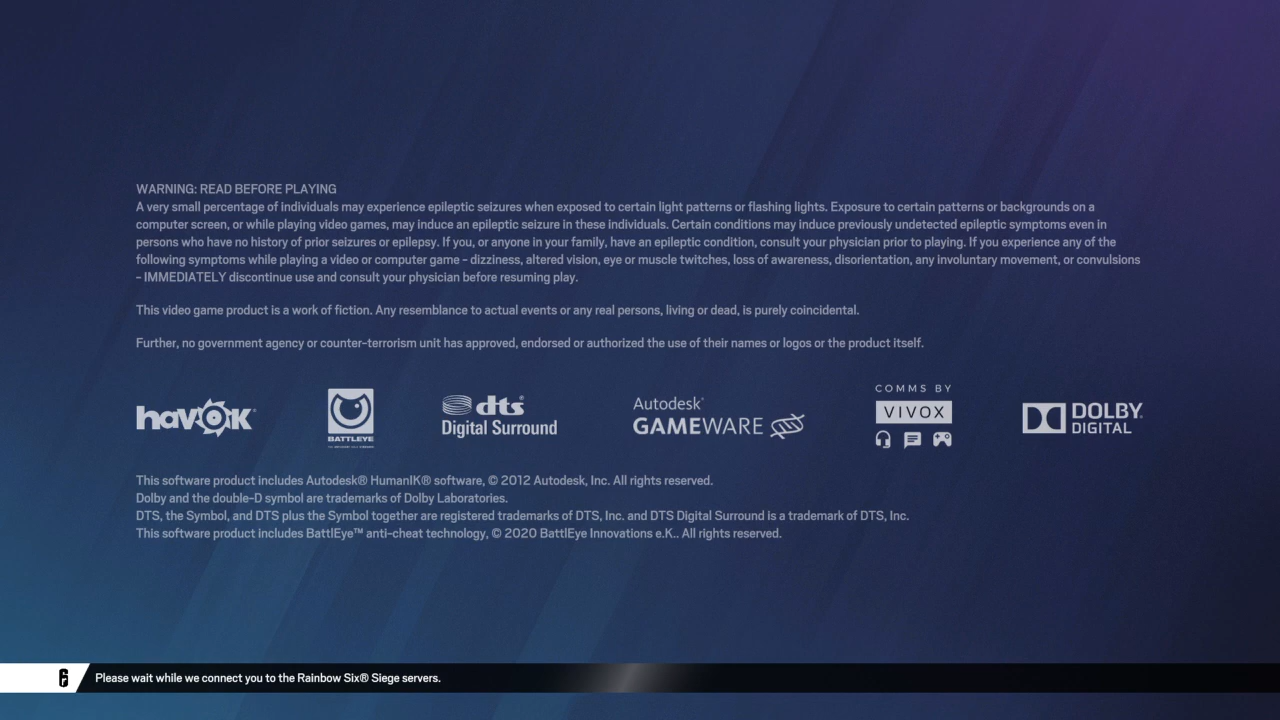 WARNING: READ BEFORE PLAYING
A very small percentage of individuals may experience epileptic seizures when exposed to certain light patterns or flashing lights. Exposure to certain patterns or backgrounds on a
computer screen, or while playing video games, may induce an epileptic seizure in these individuals. Certain conditions may induce previously undetected epileptic symptoms even in
persons who have no history of prior seizures or epilepsy. If you, or anyone in your family, have an epileptic condition, consult your physician prior to playing. If you experience any of the
following symptoms while playing a video or computer game - dizziness, altered vision, eye or muscle twitches, loss of awareness, disorientation, any involuntary movement, or convulsions
- IMMEDIATELY discontinue use and consult your physician before resuming play.
This video game product is a work of fiction. Any resemblance to actual events or any real persons, living or dead, is purely coincidental.
Further, no government agency or counter-terrorism unit has approved, endorsed or authorized the use of their names or logos or the product itself.
havok®
BATTLEYE
dts®
Digital Surround
Autodesk®
GAMEWARE
COMMS BY
VIVOX
DOLBY®
DIGITAL
This software product includes Autodesk® HumanIK® software, © 2012 Autodesk, Inc. All rights reserved.
Dolby and the double-D symbol are trademarks of Dolby Laboratories.
DTS, the Symbol, and DTS plus the Symbol together are registered trademarks of DTS, Inc. and DTS Digital Surround is a trademark of DTS, Inc.
This software product includes BattlEye™ anti-cheat technology, © 2020 BattlEye Innovations e.K.. All rights reserved.
6 Please wait while we connect you to the Rainbow Six® Siege servers.